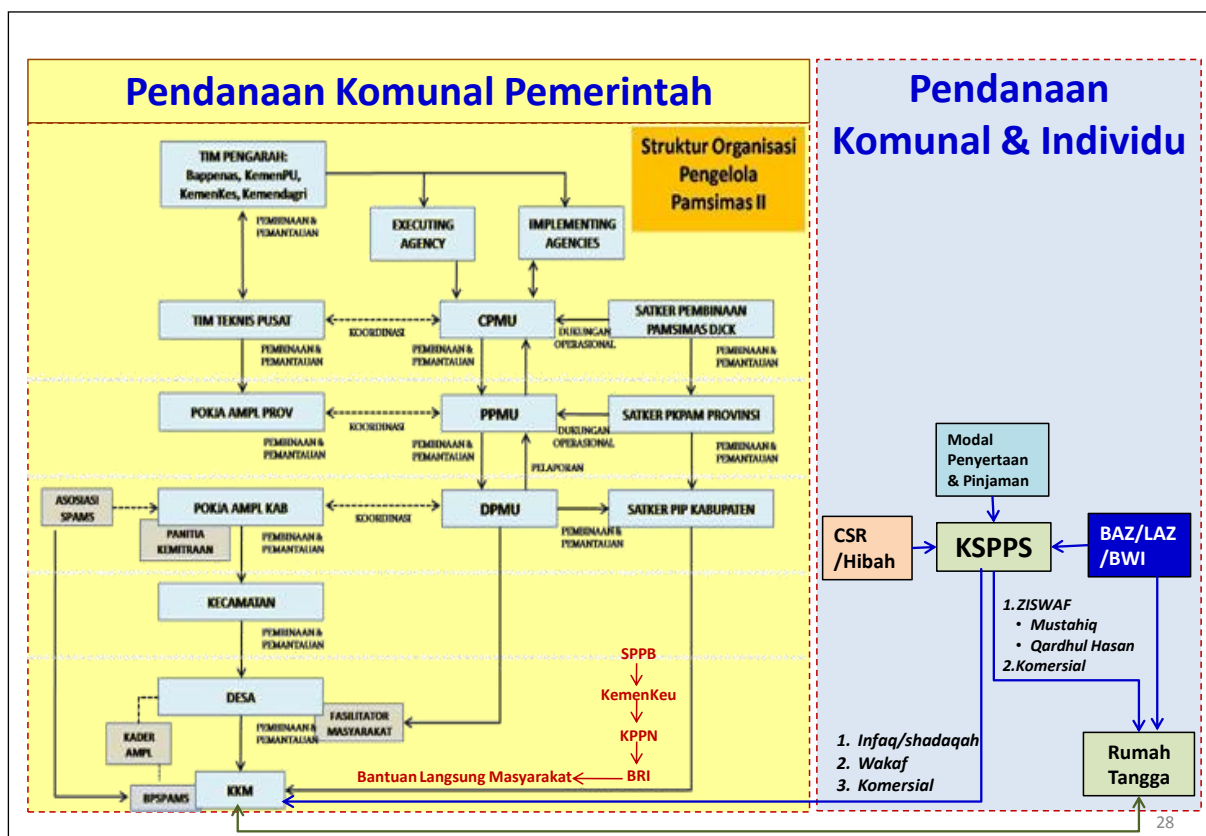 Pendanaan Komunal Pemerintah
Struktur Organisasi
Pengelola
Pamsimas II
TIM PENGARAH:
Bappenas, KemenPU,
KemenKes, Kemendagri
PEMBINAAN &
PEMANTAUAN
EXECUTING
AGENCY
IMPLEMENTING
AGENCIES
TIM TEKNIS PUSAT
KOORDINASI
CPMU
DUKUNGAN
OPERASIONAL
SATKER PEMBINAAN
PAMSIMAS DJCK
PEMBINAAN &
PEMANTAUAN
PEMBINAAN &
PEMANTAUAN
PEMBINAAN &
PEMANTAUAN
POKJA AMPL PROV
KOORDINASI
PPMU
DUKUNGAN
OPERASIONAL
SATKER PKPAM PROVINSI
PEMBINAAN &
PEMANTAUAN
PEMBINAAN &
PEMANTAUAN
PELAPORAN
PEMBINAAN &
PEMANTAUAN
ASOSIASI
SPAMS
POKJA AMPL KAB
PANITIA
KEMITRAAN
KOORDINASI
DPMU
PEMBINAAN &
PEMANTAUAN
SATKER PIP KABUPATEN
PEMBINAAN &
PEMANTAUAN
KECAMATAN
PEMBINAAN &
PEMANTAUAN
DESA
KADER
AMPL
PEMBINAAN &
PEMANTAUAN
FASILITATOR
MASYARAKAT
SPPB
KemenKeu
KPPN
BRI
Bantuan Langsung Masyarakat
BPSPAMS
KKM
Pendanaan
Komunal & Individu
Modal
Penyertaan
& Pinjaman
CSR
/Hibah
KSPPS
BAZ/LAZ
/BWI
1.ZISWAF
• Mustahiq
• Qardhul Hasan
2.Komersial
1. Infaq/shadaqah
2. Wakaf
3. Komersial
Rumah
Tangga
28